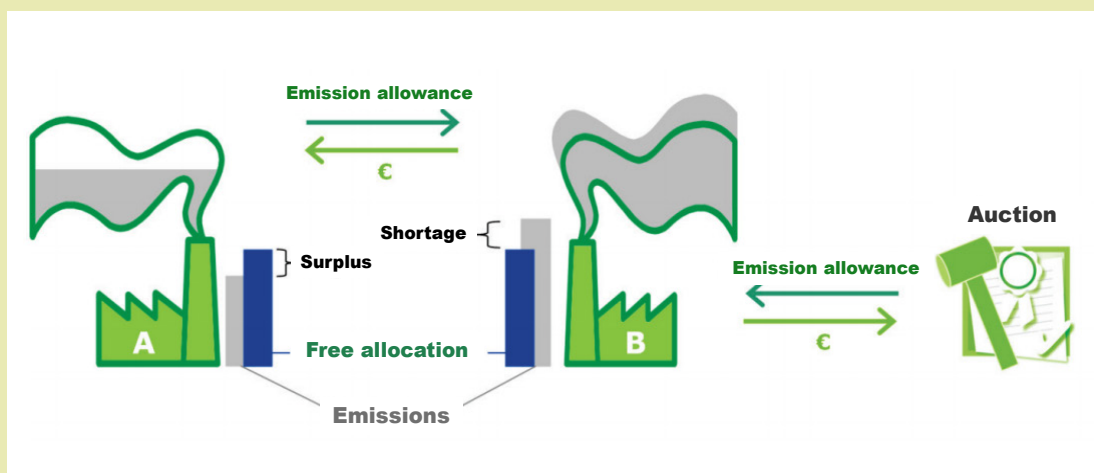 Emission allowance
€
Shortage
Surplus
Auction
Emission allowance
€
A
B
Free allocation
Emissions